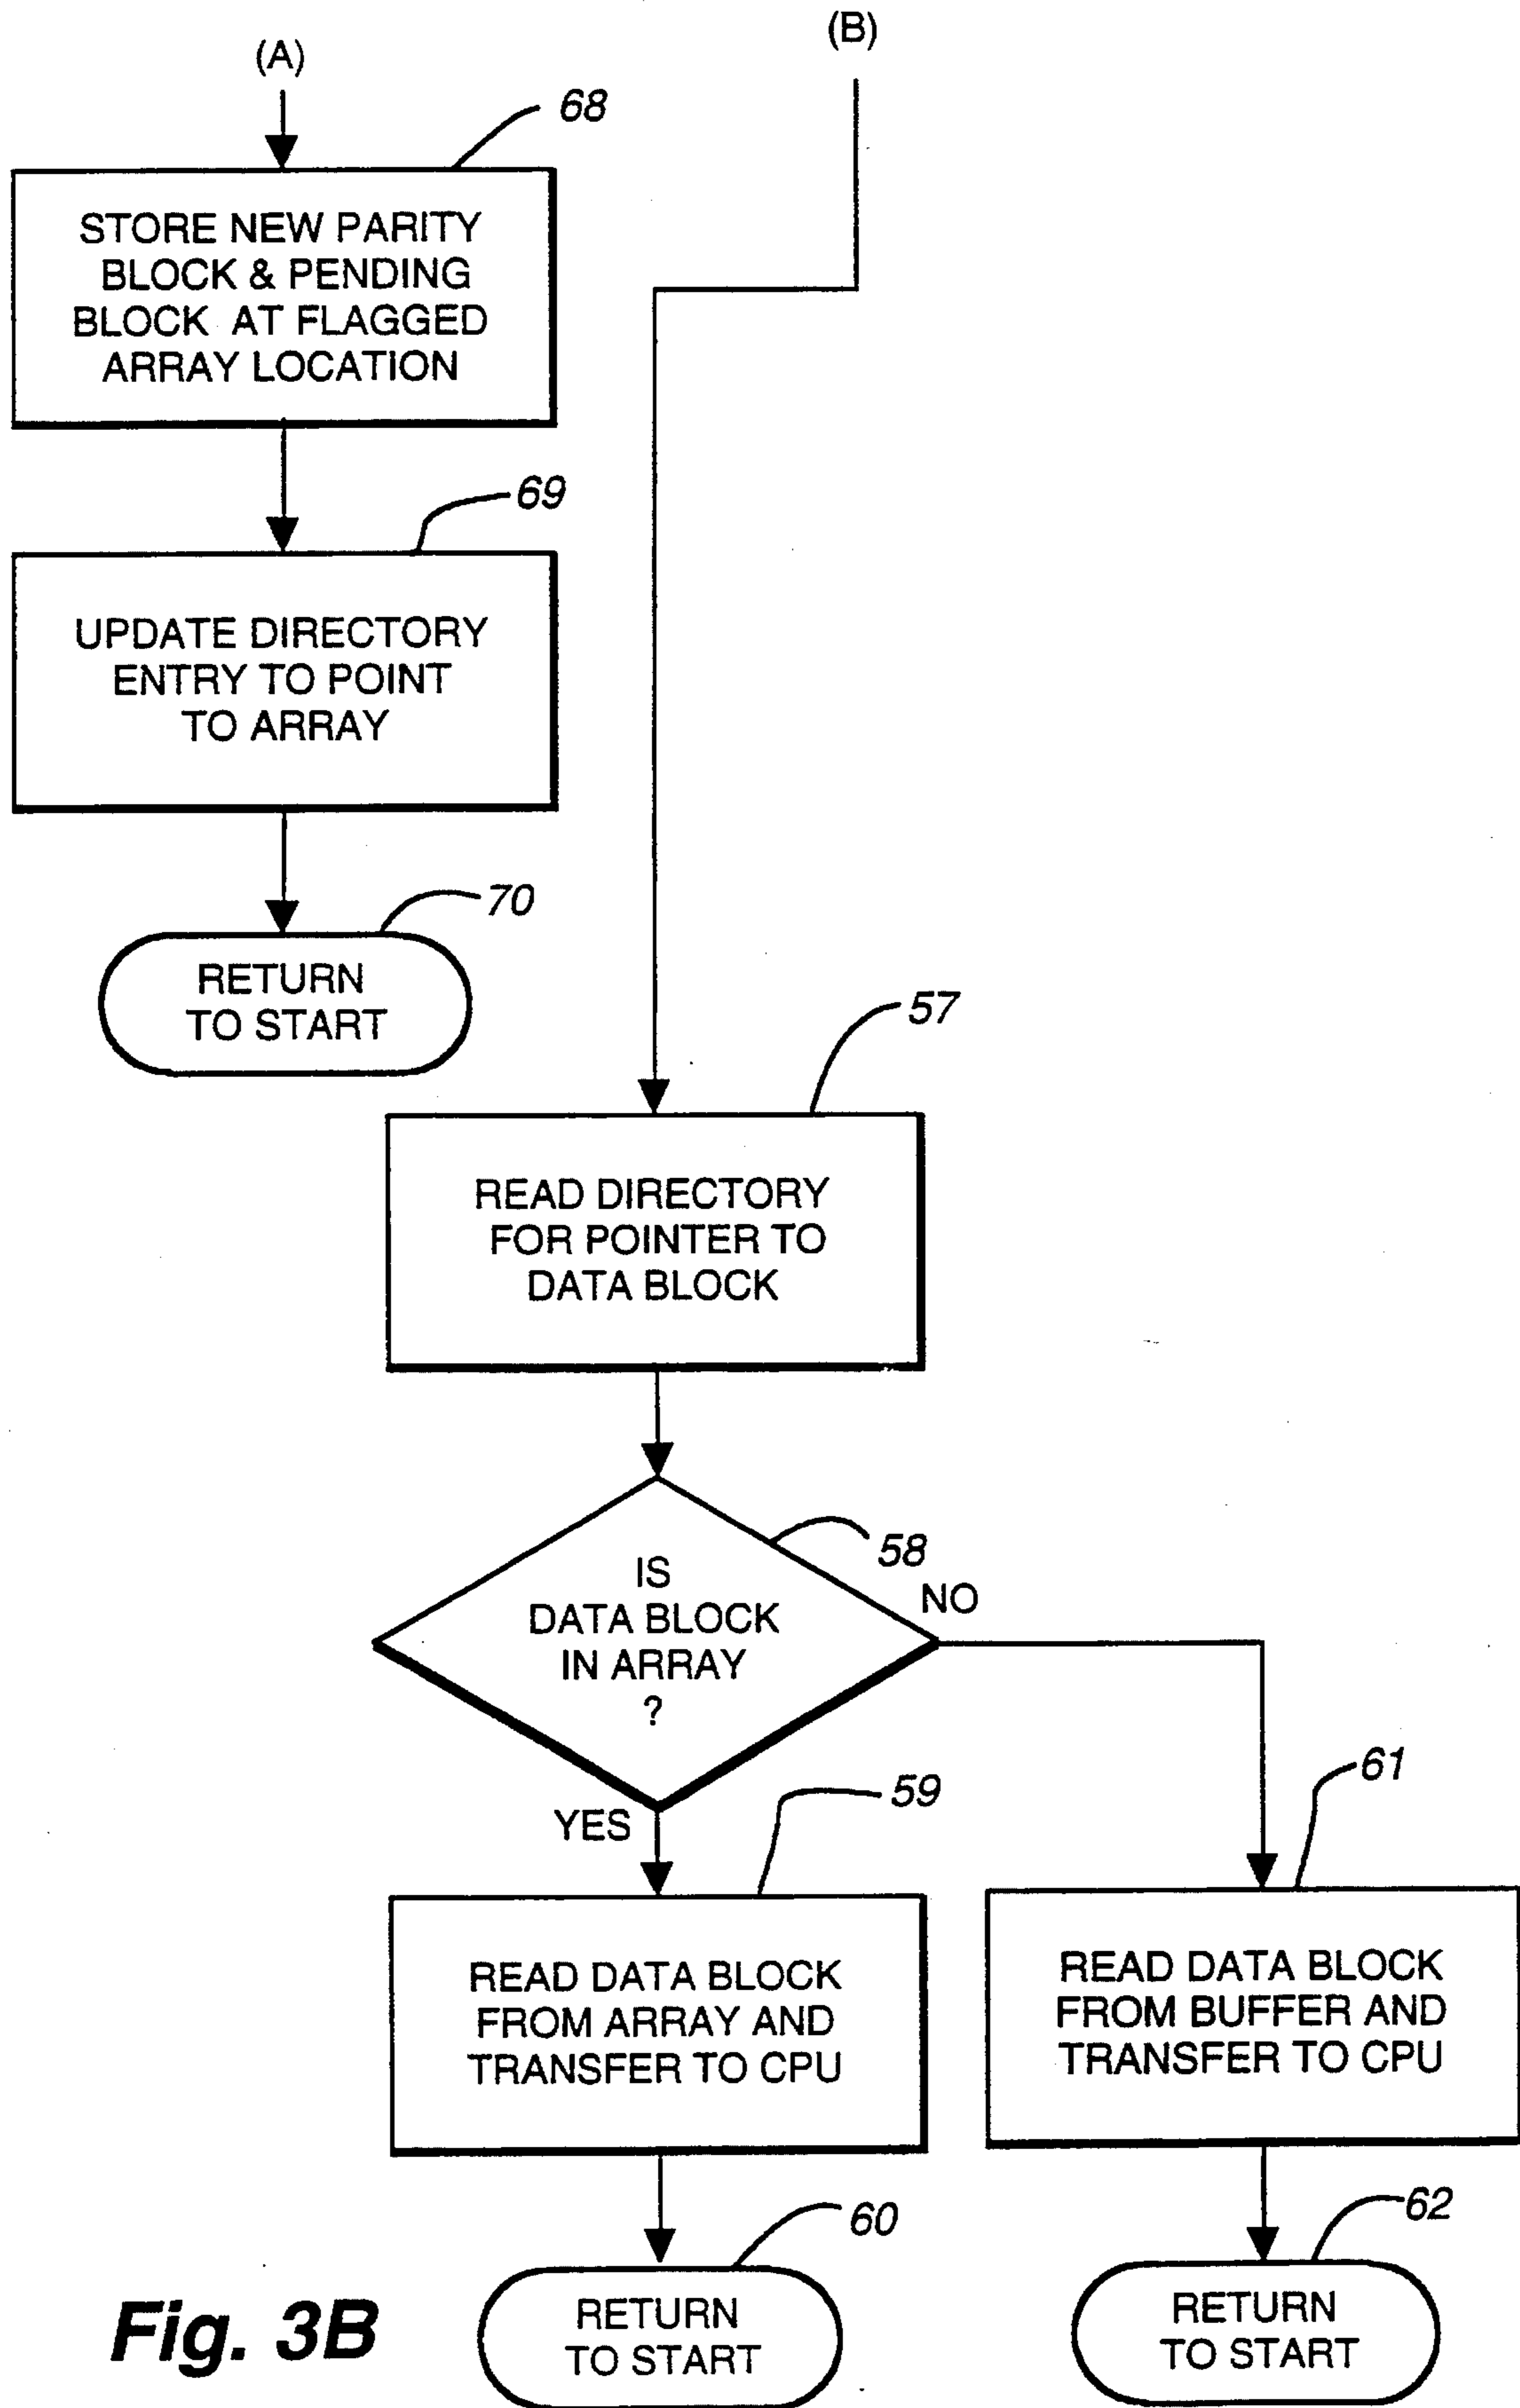 (A)
68
STORE NEW PARITY
BLOCK & PENDING
BLOCK AT FLAGGED
ARRAY LOCATION
69
UPDATE DIRECTORY
ENTRY TO POINT
TO ARRAY
70
RETURN
TO START
(B)
57
READ DIRECTORY
FOR POINTER TO
DATA BLOCK
58
IS
DATA BLOCK
IN ARRAY
?
NO
YES
59
READ DATA BLOCK
FROM ARRAY AND
TRANSFER TO CPU
60
RETURN
TO START
61
READ DATA BLOCK
FROM BUFFER AND
TRANSFER TO CPU
62
RETURN
TO START
Fig. 3B